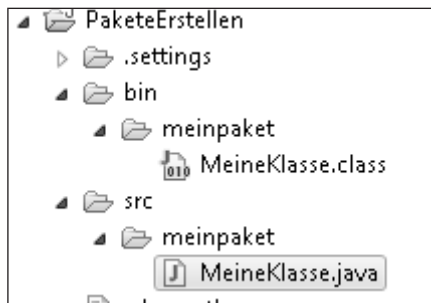 PaketeErstellen
.settings
bin
meinpaket
MeineKlasse.class
src
meinpaket
MeineKlasse.java